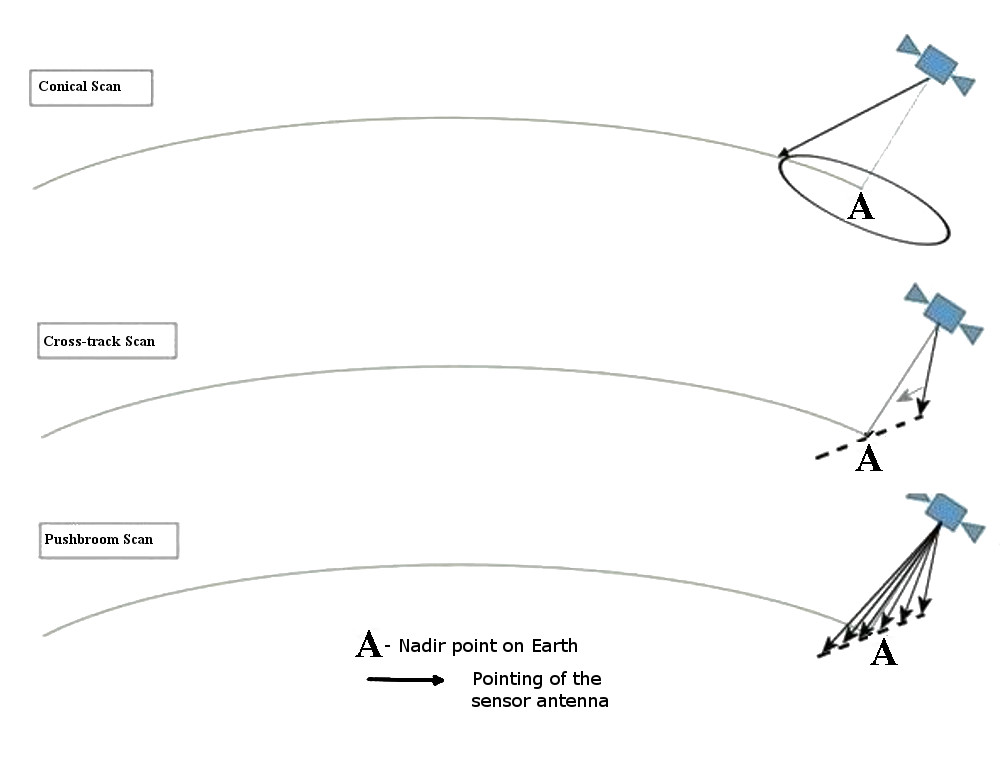 Conical Scan
A
Cross-track Scan
A
Pushbroom Scan
A
A - Nadir point on Earth
Pointing of the
sensor antenna